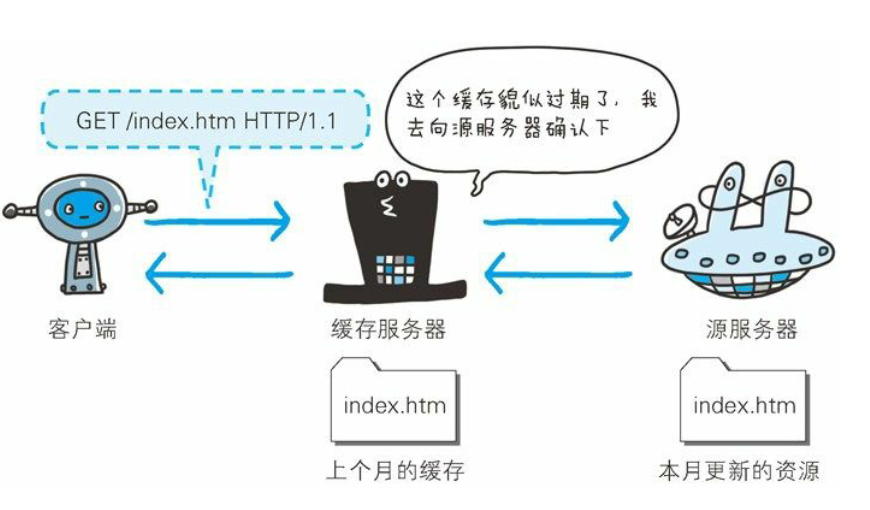 GET /index.htm HTTP/1.1
这个缓存貌似过期了，我
去向源服务器确认下
客户端
缓存服务器
源服务器
index.htm
index.htm
上个月的缓存
本月更新的资源